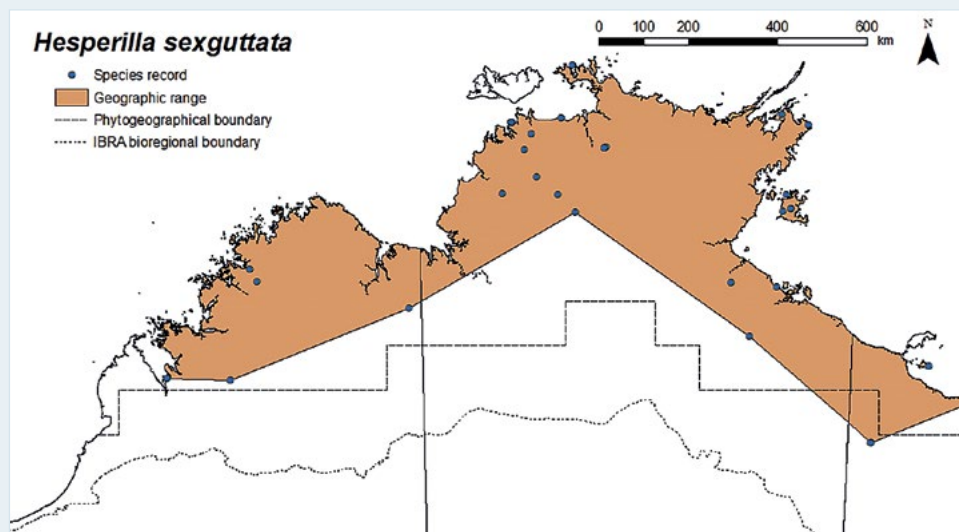 Hesperilla sexguttata
Species record
Geographic range
Phytogeographical boundary
IBRA bioregional boundary
0 100 200 400 600
km
N